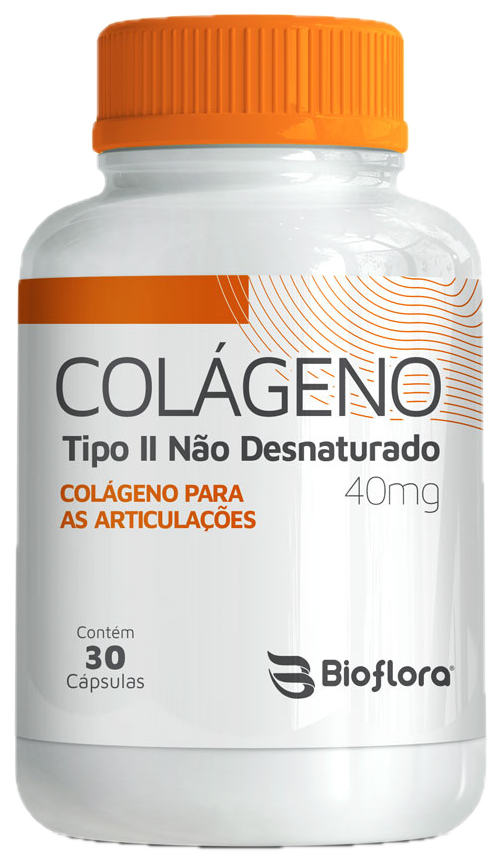 COLÁGENO
Tipo II Não Desnaturado
40mg
COLÁGENO PARA
AS ARTICULAÇÕES
Contém
30
Cápsulas
Bioflora®